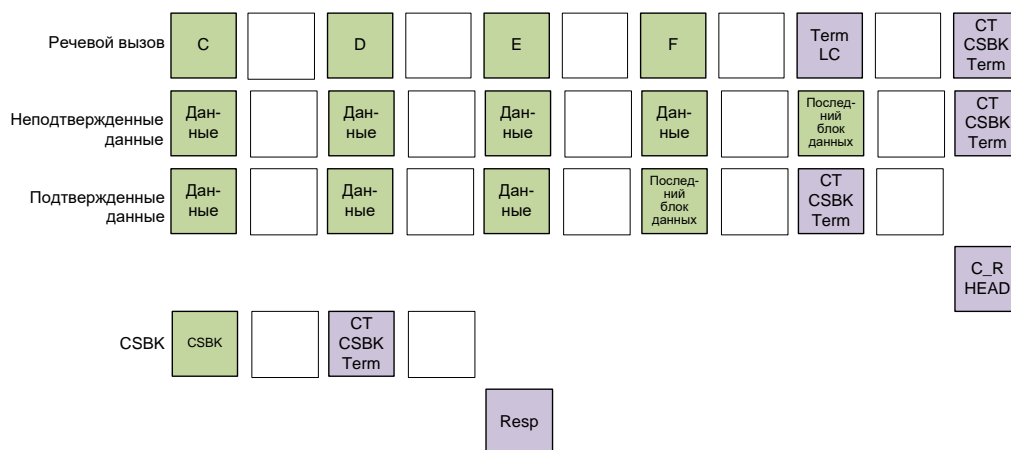 Речевой вызов
C
D
E
F
Term
LC
CT
CSBK
Term
Неподтвержденные
данные
Дан-
ные
Дан-
ные
Дан-
ные
Дан-
ные
Послед-
ний
блок
данных
CT
CSBK
Term
Подтвержденные
данные
Дан-
ные
Дан-
ные
Дан-
ные
Послед-
ний
блок
данных
CT
CSBK
Term
C_R
HEAD
CSBK
CSBK
CT
CSBK
Term
Resp